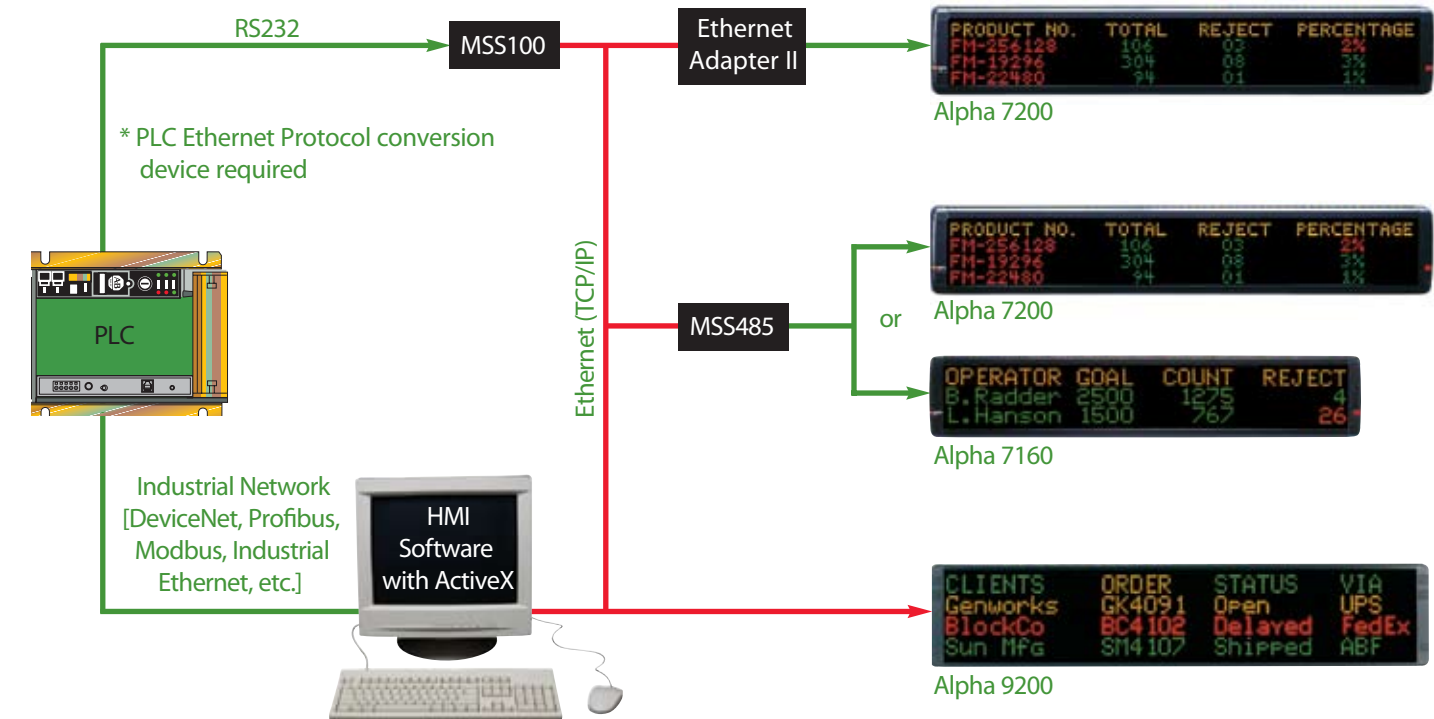 RS232
MSS100
Ethernet
Adapter II
PRODUCT NO. TOTAL REJECT PERCENTAGE
FM-256128 106 03 2%
FM-19296 304 08 3%
FM-22480 94 01 1%
Alpha 7200
* PLC Ethernet Protocol conversion
device required
PLC
Ethernet (TCP/IP)
MSS485
or
PRODUCT NO. TOTAL REJECT PERCENTAGE
FM-256128 106 03 2%
FM-19296 304 08 3%
FM-22480 94 01 1%
Alpha 7200
OPERATOR GOAL COUNT REJECT
B.Radder 2500 1275 4
L.Hanson 1500 767 26
Alpha 7160
Industrial Network
[DeviceNet, Profibus,
Modbus, Industrial
Ethernet, etc.]
HMI
Software
with ActiveX
CLIENTS ORDER STATUS VIA
Genworks GK4091 Open UPS
BlockCo BC4102 Delayed FedEx
Sun Mfg SM4107 Shipped ABF
Alpha 9200